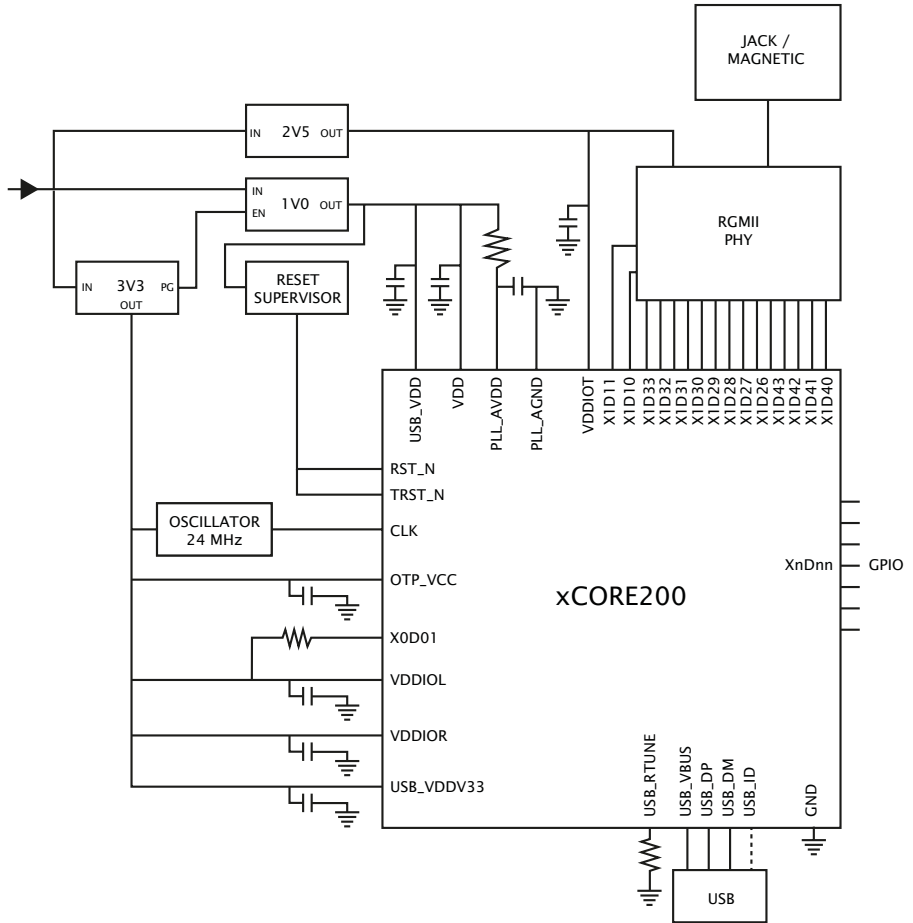 JACK /
MAGNETIC
IN 2V5 OUT
IN
1V0 OUT
EN
RGMII
PHY
IN 3V3 PG
OUT
RESET
SUPERVISOR
USB_VDD
VDD
PLL_AVDD
PLL_AGND
VDDIOT
X1D11
X1D10
X1D33
X1D32
X1D31
X1D30
X1D29
X1D28
X1D27
X1D26
X1D43
X1D42
X1D41
X1D40
RST_N
TRST_N
OSCILLATOR
24 MHz
CLK
XnDnn GPIO
OTP_VCC
xCORE200
X0D01
VDDIOL
VDDIOR
USB_VDDV33
USB_RTUNE
USB_VBUS
USB_DP
USB_DM
USB_ID
GND
USB